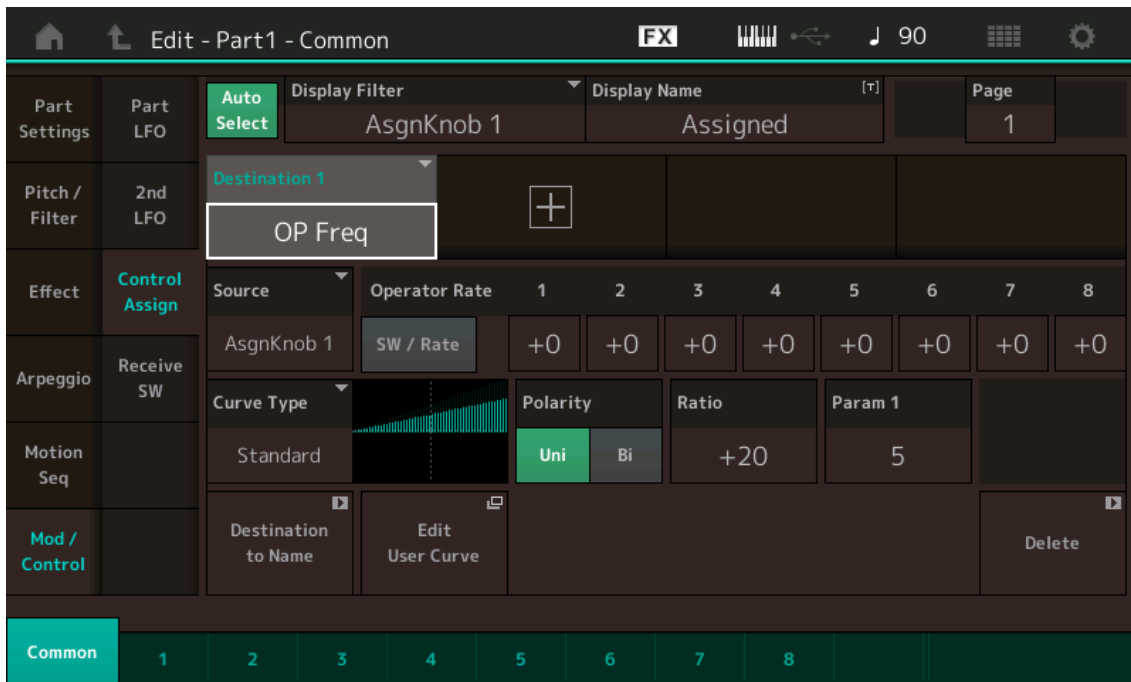 Edit - Part1 - Common
FX
90
Part
Settings
Part
LFO
Auto
Select
Display Filter
AsgnKnob 1
Display Name
[T]
Assigned
Page
1
Pitch /
Filter
2nd
LFO
Destination 1
OP Freq
Effect
Control
Assign
Source
AsgnKnob 1
Operator Rate 1 2 3 4 5 6 7 8
SW / Rate +0 +0 +0 +0 +0 +0 +0 +0
Arpeggio
Receive
SW
Curve Type
Standard
Polarity
Uni Bi
Ratio
+20
Param 1
5
Motion
Seq
Mod /
Control
Destination
to Name
Edit
User Curve
Delete
Common 1 2 3 4 5 6 7 8